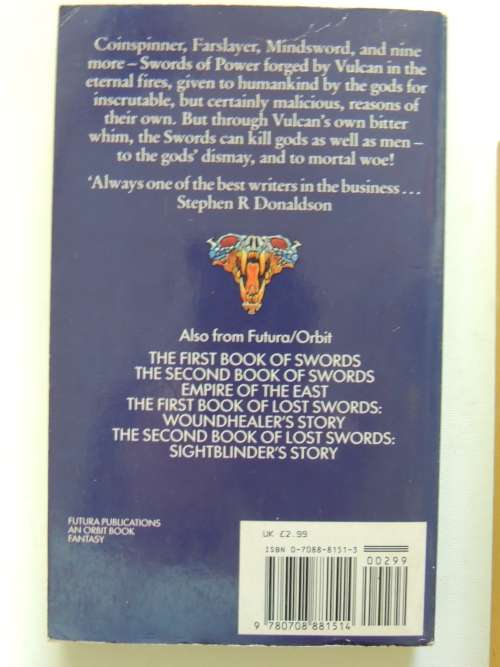 Coinspinner, Farslayer, Mindsword, and nine
more – Swords of Power forged by Vulcan in the
eternal fires, given to humankind by the gods for
inscrutable, but certainly malicious, reasons of
their own. But through Vulcan's own bitter
whim, the Swords can kill gods as well as men –
to the gods' dismay, and to mortal woe!
'Always one of the best writers in the business ...
Stephen R Donaldson
Also from Futura/Orbit
THE FIRST BOOK OF SWORDS
THE SECOND BOOK OF SWORDS
EMPIRE OF THE EAST
THE FIRST BOOK OF LOST SWORDS:
WOUNDHEALER'S STORY
THE SECOND BOOK OF LOST SWORDS:
SIGHTBLINDER'S STORY
FUTURA PUBLICATIONS
AN ORBIT BOOK
FANTASY
UK £2.99
ISBN 0-7088-8151-3
00299
9 780708 881514